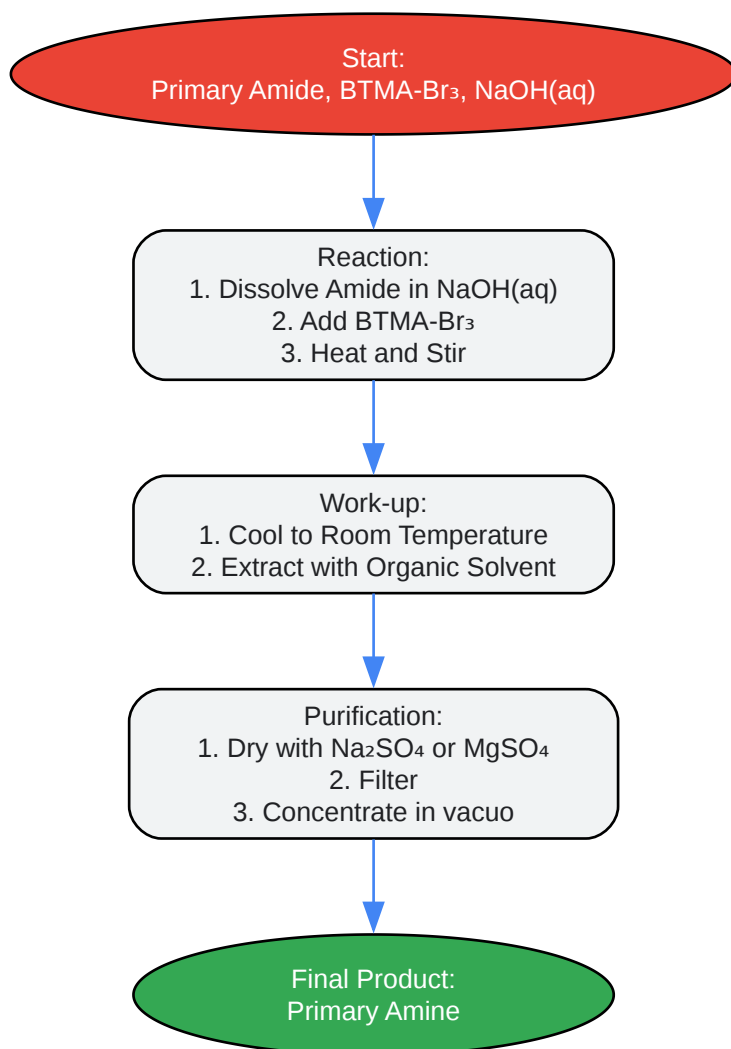 Start:
Primary Amide, BTMA-Br₃, NaOH(aq)
Reaction:
1. Dissolve Amide in NaOH(aq)
2. Add BTMA-Br₃
3. Heat and Stir
Work-up:
1. Cool to Room Temperature
2. Extract with Organic Solvent
Purification:
1. Dry with Na₂SO₄ or MgSO₄
2. Filter
3. Concentrate in vacuo
Final Product:
Primary Amine